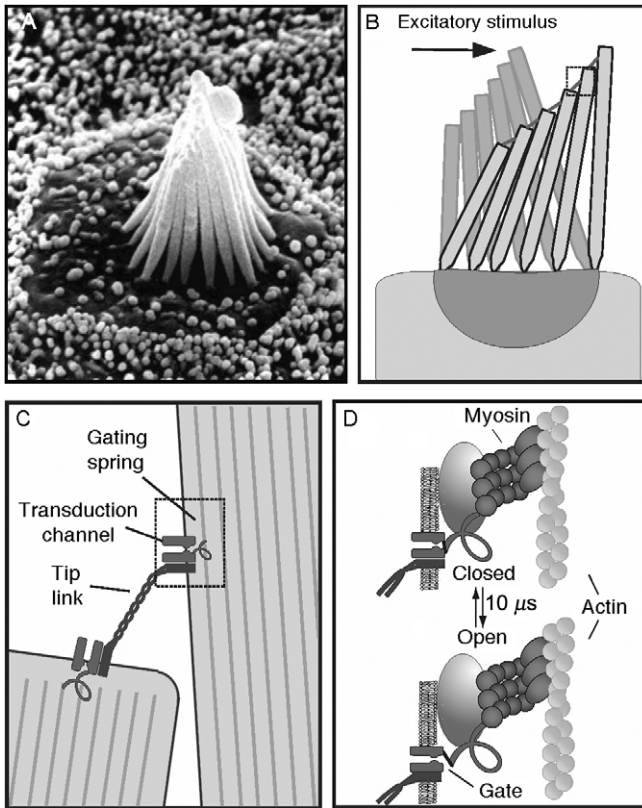 A
B
Excitatory stimulus
C
Gating
spring
Transduction
channel
Tip
link
D
Myosin
Closed
10 μs
Open
Actin
Gate